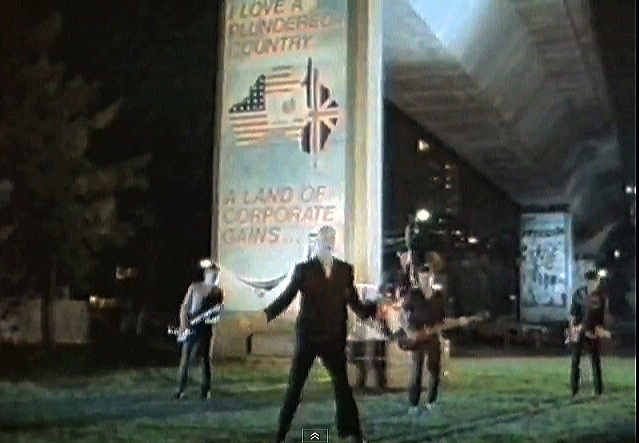 I LOVE A
PLUNDERED
COUNTRY
A LAND OF
CORPORATE
GAINS...